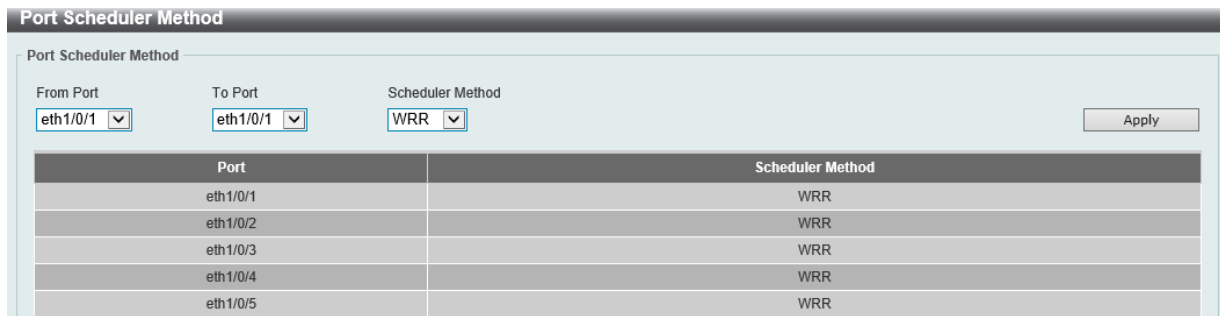 Port Scheduler Method
Port Scheduler Method
From Port To Port Scheduler Method
eth1/0/1 eth1/0/1 WRR Apply
Port Scheduler Method
eth1/0/1 WRR
eth1/0/2 WRR
eth1/0/3 WRR
eth1/0/4 WRR
eth1/0/5 WRR